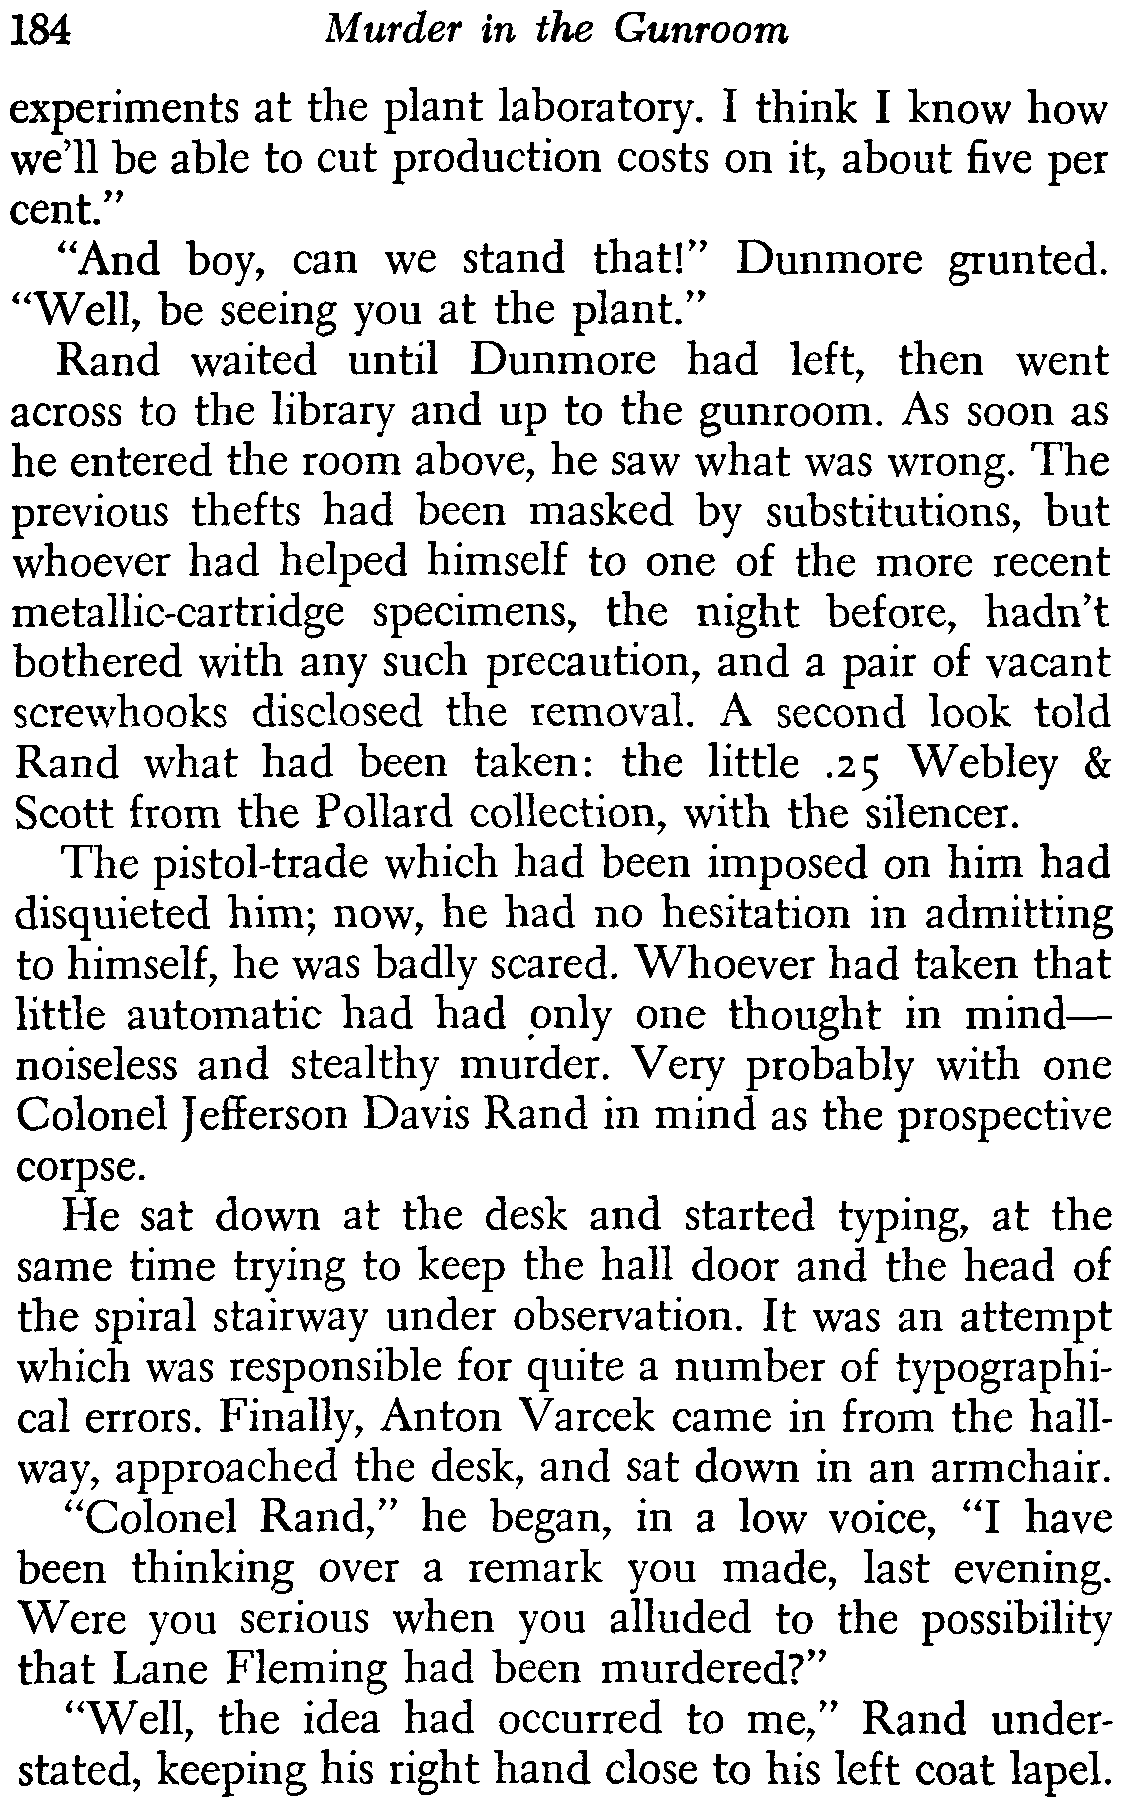 184 Murder in the Gunroom
experiments at the plant laboratory. I think I know how
we'll be able to cut production costs on it, about five per
cent."
"And boy, can we stand that!" Dunmore grunted.
"Well, be seeing you at the plant."
Rand waited until Dunmore had left, then went
across to the library and up to the gunroom. As soon as
he entered the room above, he saw what was wrong. The
previous thefts had been masked by substitutions, but
whoever had helped himself to one of the more recent
metallic-cartridge specimens, the night before, hadn't
bothered with any such precaution, and a pair of vacant
screwhooks disclosed the removal. A second look told
Rand what had been taken: the little .25 Webley &
Scott from the Pollard collection, with the silencer.
The pistol-trade which had been imposed on him had
disquieted him; now, he had no hesitation in admitting
to himself, he was badly scared. Whoever had taken that
little automatic had had only one thought in mind—
noiseless and stealthy murder. Very probably with one
Colonel Jefferson Davis Rand in mind as the prospective
corpse.
He sat down at the desk and started typing, at the
same time trying to keep the hall door and the head of
the spiral stairway under observation. It was an attempt
which was responsible for quite a number of typographi-
cal errors. Finally, Anton Varcek came in from the hall-
way, approached the desk, and sat down in an armchair.
"Colonel Rand," he began, in a low voice, "I have
been thinking over a remark you made, last evening.
Were you serious when you alluded to the possibility
that Lane Fleming had been murdered?"
"Well, the idea had occurred to me," Rand under-
stated, keeping his right hand close to his left coat lapel.